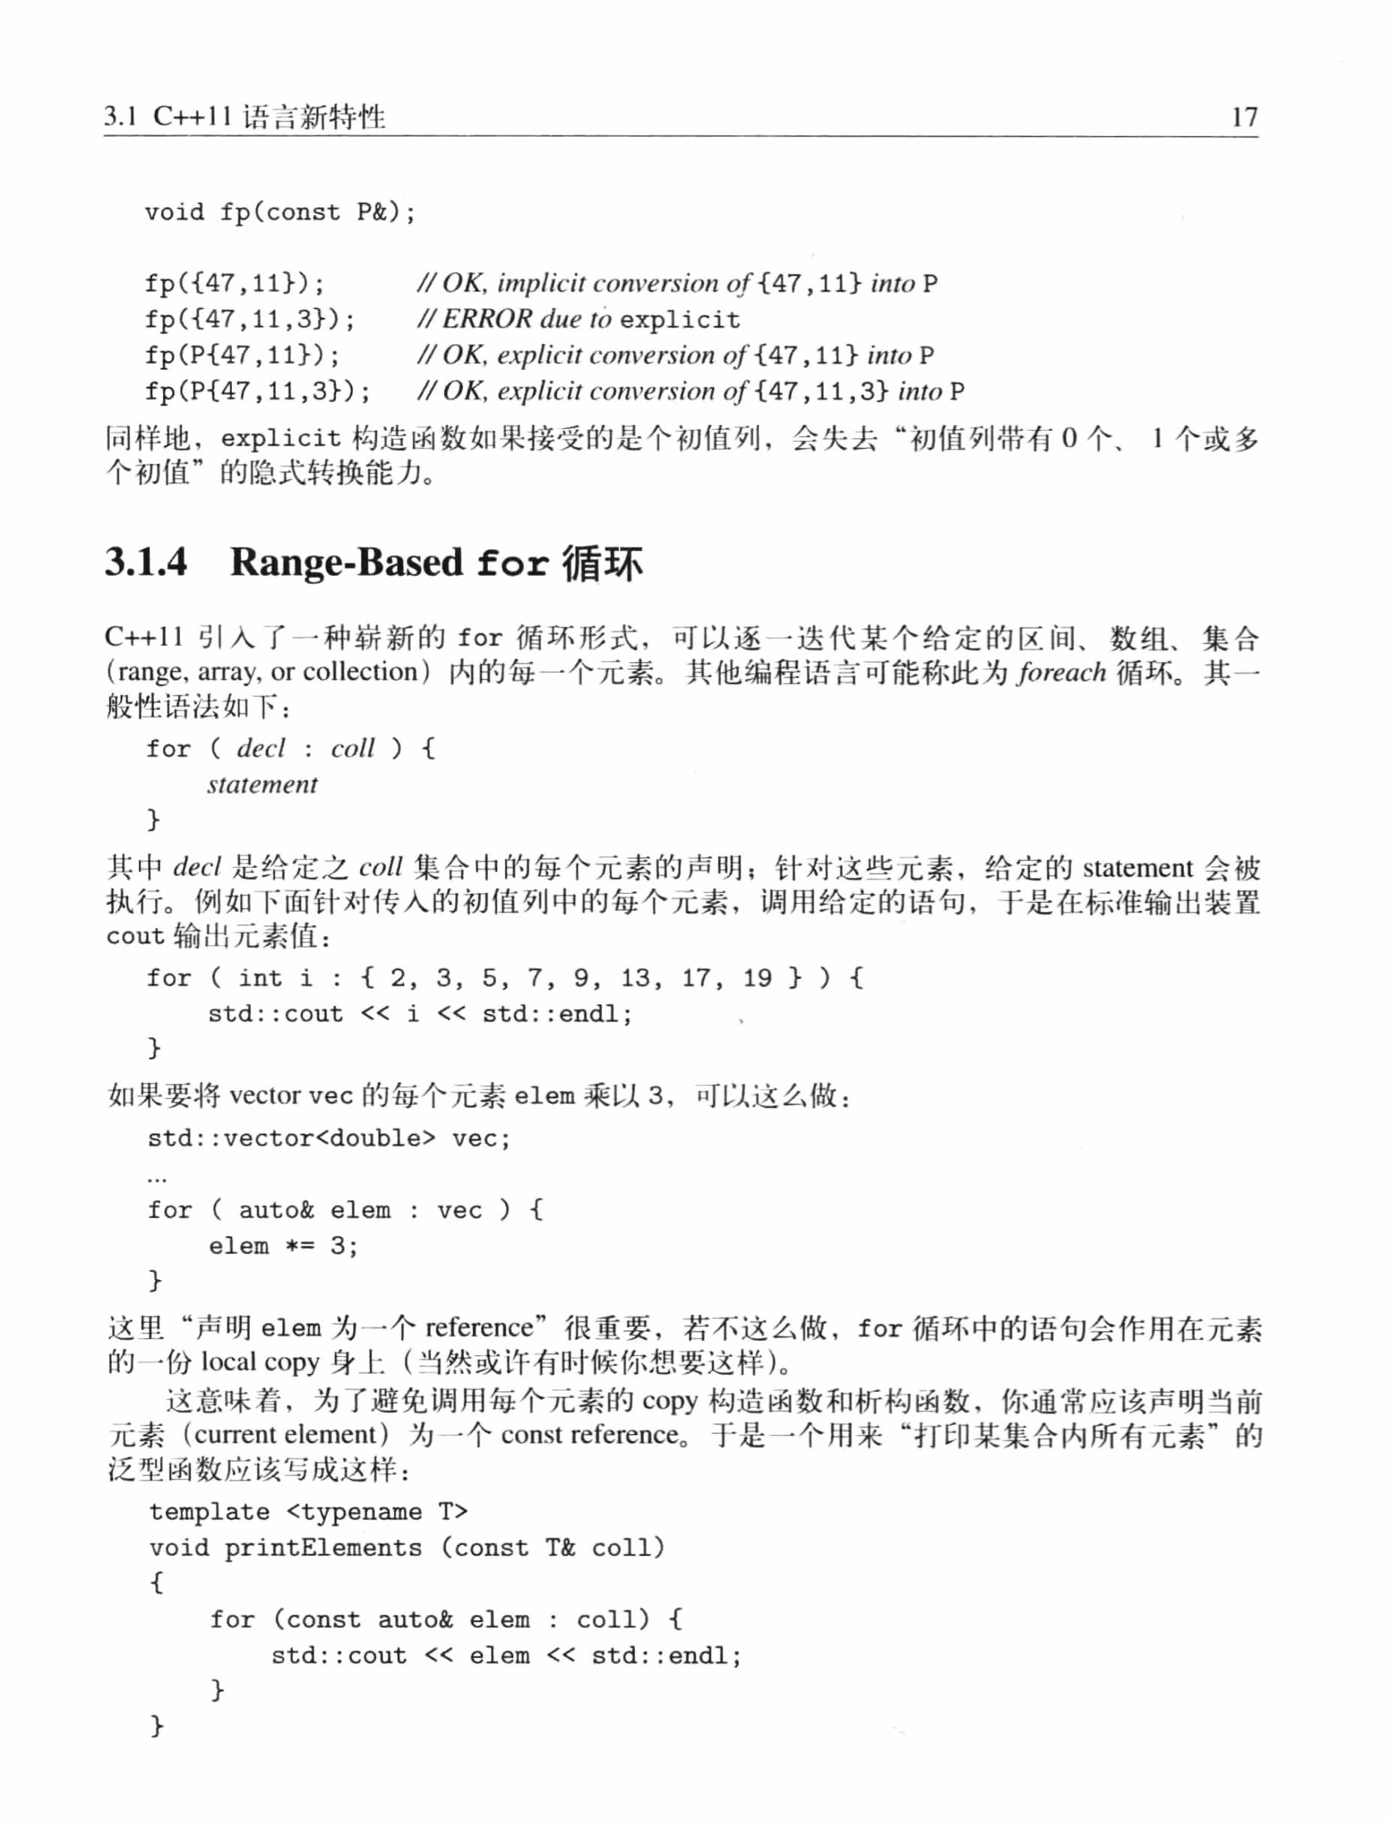 3.1 C++11 语言新特性 17
void fp(const P&);
fp({47,11}); // OK, implicit conversion of {47,11} into P
fp({47,11,3}); // ERROR due to explicit
fp(P{47,11}); // OK, explicit conversion of {47,11} into P
fp(P{47,11,3}); // OK, explicit conversion of {47,11,3} into P
同样地，explicit 构造函数如果接受的是个初值列，会失去“初值列带有 0 个、 1 个或多
个初值”的隐式转换能力。
3.1.4 Range-Based for 循环
C++11 引入了一种崭新的 for 循环形式，可以逐一迭代某个给定的区间、数组、集合
（range, array, or collection）内的每一个元素。其他编程语言可能称此为 foreach 循环。其一
般性语法如下：
for ( decl : coll ) {
statement
}
其中 decl 是给定之 coll 集合中的每个元素的声明；针对这些元素，给定的 statement 会被
执行。例如下面针对传入的初值列中的每个元素，调用给定的语句，于是在标准输出装置
cout 输出元素值：
for ( int i : { 2, 3, 5, 7, 9, 13, 17, 19 } ) {
std::cout << i << std::endl;
}
如果要将 vector vec 的每个元素 elem 乘以 3，可以这么做：
std::vector<double> vec;
...
for ( auto& elem : vec ) {
elem *= 3;
}
这里“声明 elem 为一个 reference”很重要，若不这么做，for 循环中的语句会作用在元素
的一份 local copy 身上（当然或许有时候你想要这样）。
这意味着，为了避免调用每个元素的 copy 构造函数和析构函数，你通常应该声明当前
元素（current element）为一个 const reference。于是一个用来“打印某集合内所有元素”的
泛型函数应该写成这样：
template <typename T>
void printElements (const T& coll)
{
for (const auto& elem : coll) {
std::cout << elem << std::endl;
}
}